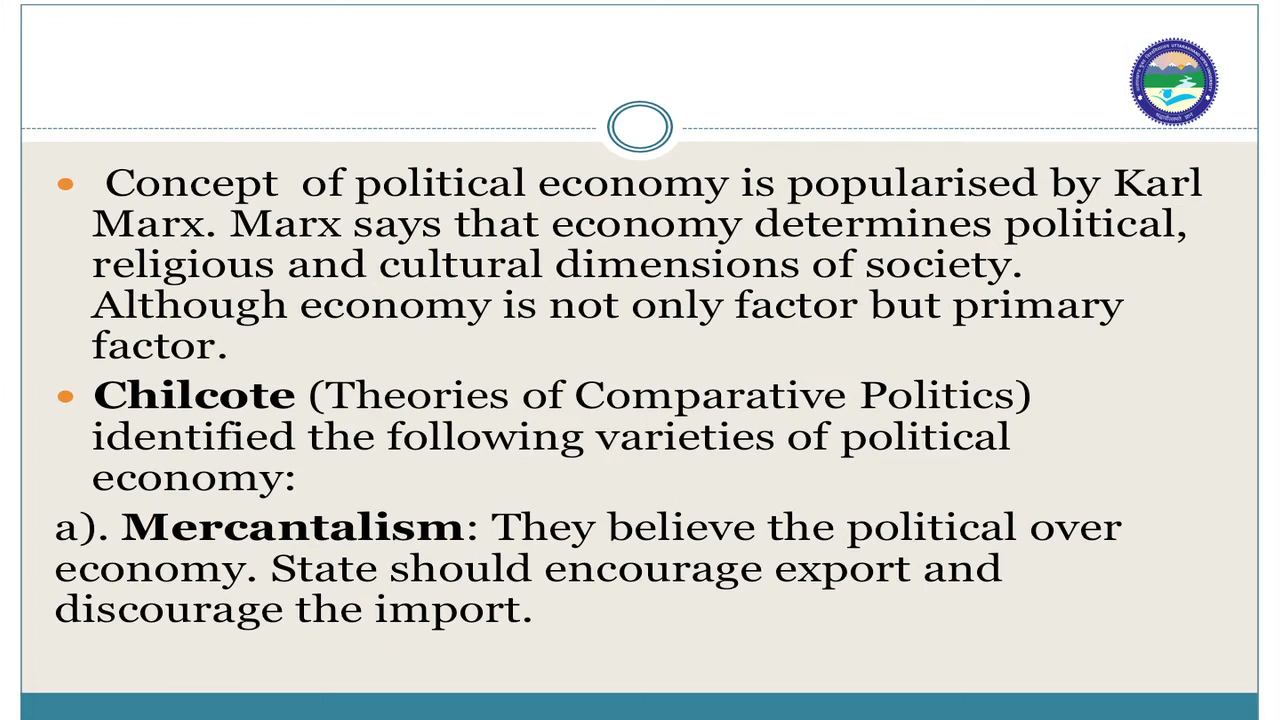 • Concept of political economy is popularised by Karl
Marx. Marx says that economy determines political,
religious and cultural dimensions of society.
Although economy is not only factor but primary
factor.
• Chilcote (Theories of Comparative Politics)
identified the following varieties of political
economy:
a). Mercantalism: They believe the political over
economy. State should encourage export and
discourage the import.